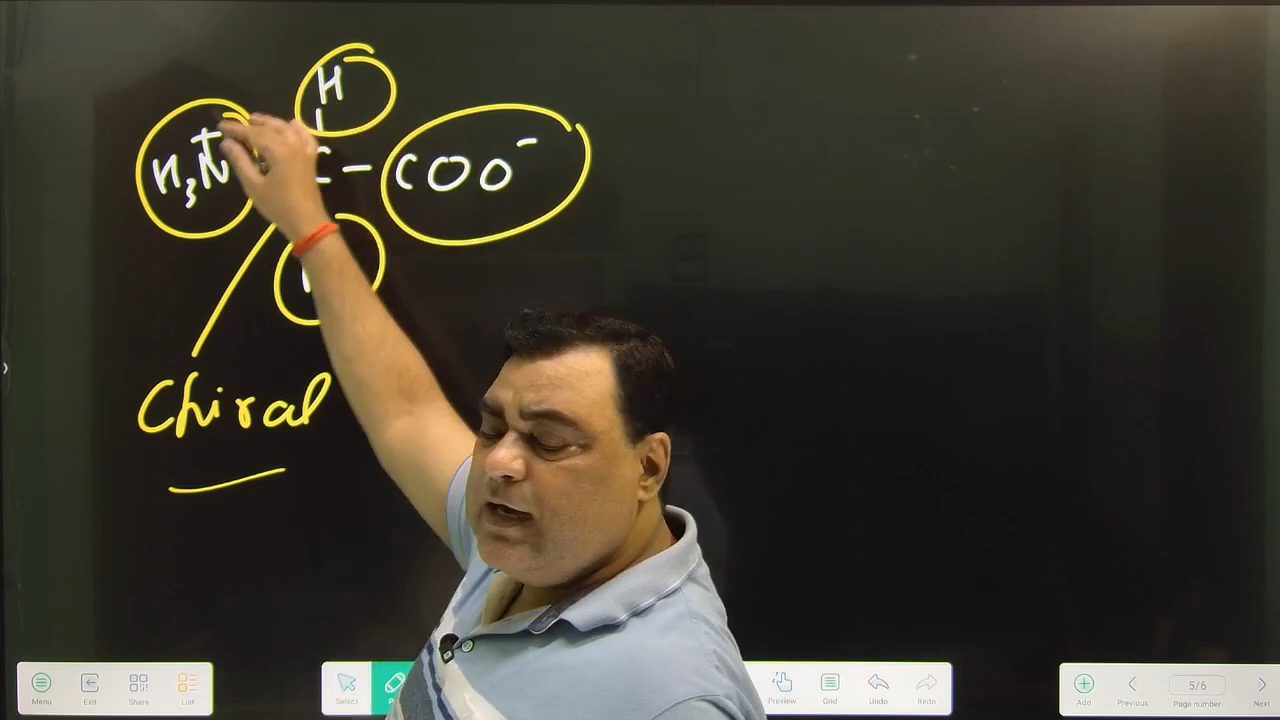 H
H₃N⁺ C – COO⁻
Chiral
Menu Exit Share List Select Preview Grid Undo Redo Add Previous 5/6 Page number Next